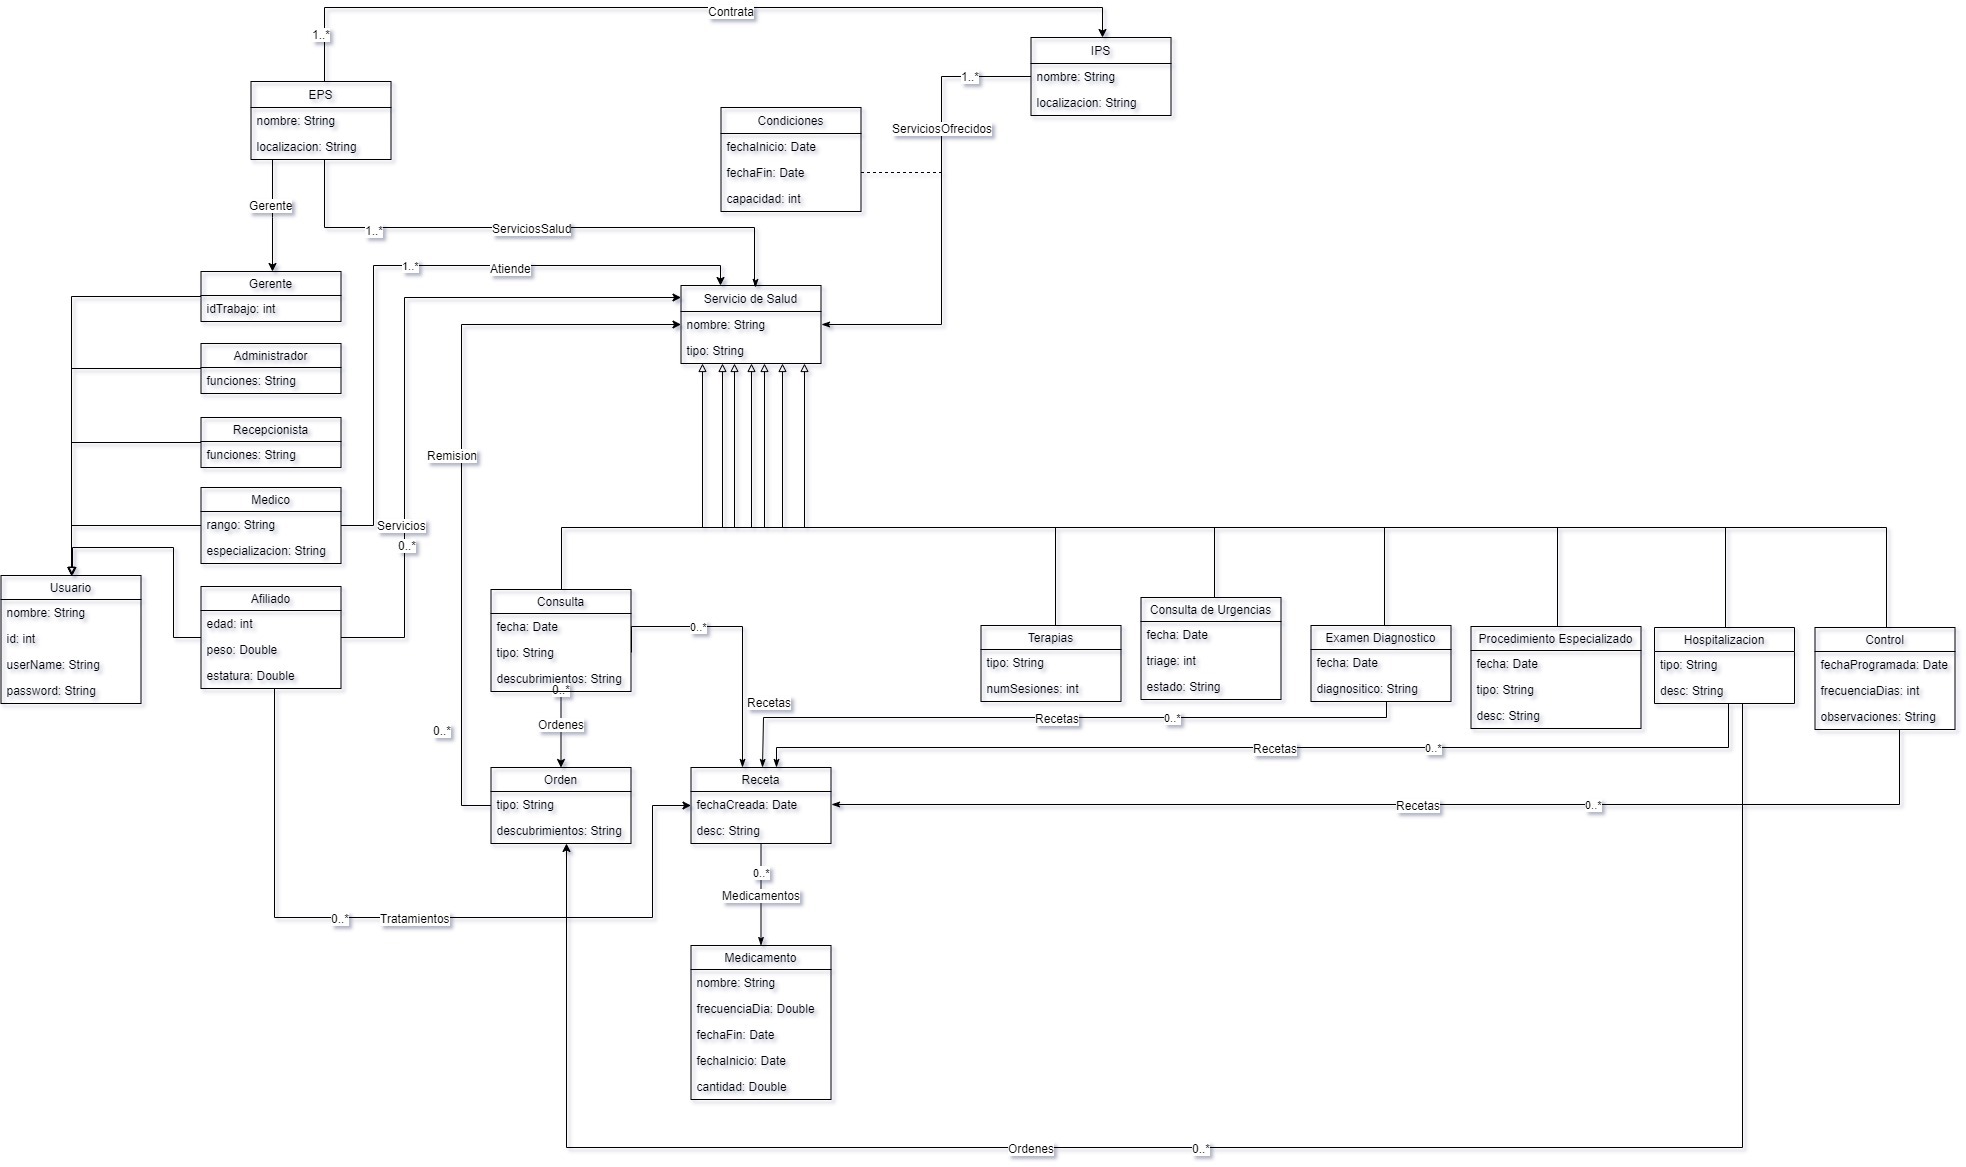 Contrata
1..*
IPS
nombre: String
localizacion: String
1..*
ServiciosOfrecidos
EPS
nombre: String
localizacion: String
Condiciones
fechaInicio: Date
fechaFin: Date
capacidad: int
Gerente
1..*
ServiciosSalud
1..*
Atiende
Gerente
idTrabajo: int
Servicio de Salud
nombre: String
tipo: String
Administrador
funciones: String
Recepcionista
funciones: String
Remision
Medico
rango: String
especializacion: String
Servicios
0..*
Usuario
nombre: String
id: int
userName: String
password: String
Afiliado
edad: int
peso: Double
estatura: Double
Consulta
fecha: Date
tipo: String
descubrimientos: String
0..*
0..*
Ordenes
Recetas
Terapias
tipo: String
numSesiones: int
Consulta de Urgencias
fecha: Date
triage: int
estado: String
Examen Diagnostico
fecha: Date
diagnositico: String
Procedimiento Especializado
fecha: Date
tipo: String
desc: String
Hospitalizacion
tipo: String
desc: String
Control
fechaProgramada: Date
frecuenciaDias: int
observaciones: String
Recetas
0..*
0..*
Recetas
0..*
Orden
tipo: String
descubrimientos: String
Receta
fechaCreada: Date
desc: String
Recetas
0..*
0..*
Medicamentos
0..*
Tratamientos
Medicamento
nombre: String
frecuenciaDia: Double
fechaFin: Date
fechaInicio: Date
cantidad: Double
Ordenes
0..*